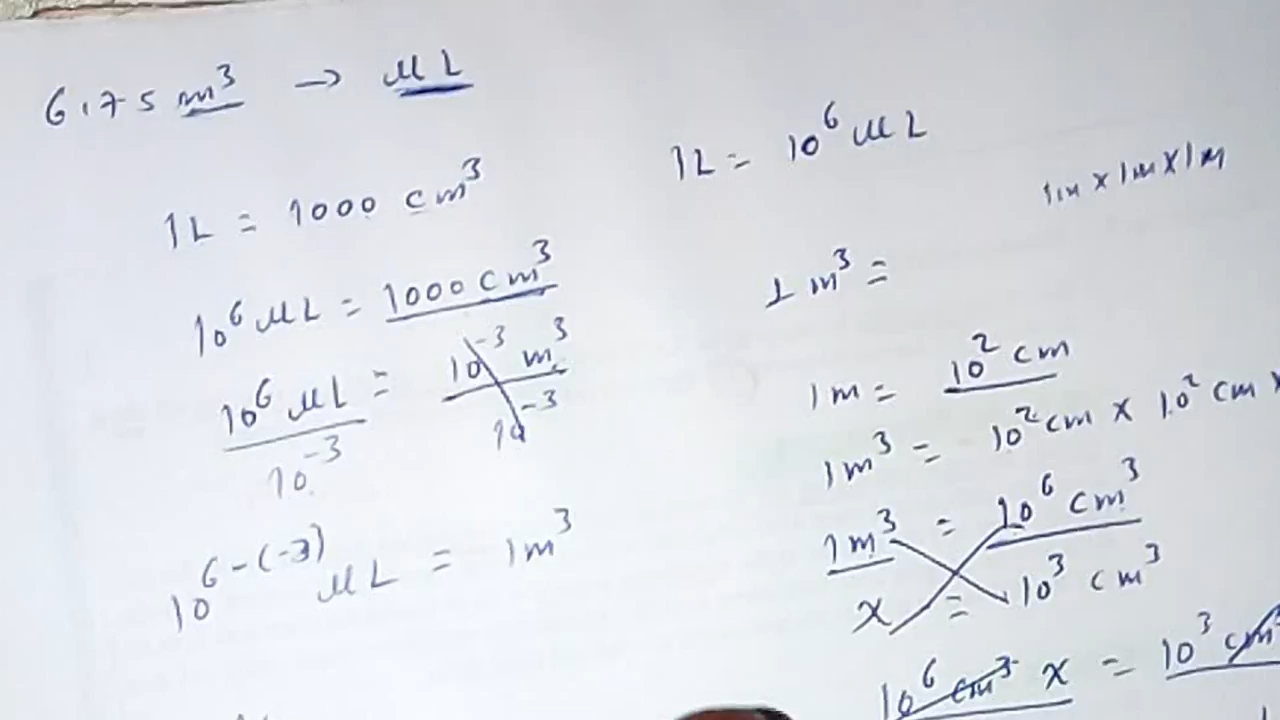 6.75 m³ → μL
1L = 1000 cm³
10⁶ μL = 1000 cm³
10⁶ μL / 10⁻³ = 10⁻³ m³ / 10⁻³
10⁶⁻⁽⁻³⁾ μL = 1m³
1L = 10⁶ μL
1m x 1m x 1m
1 m³ =
1m = 10² cm
1m³ = 10² cm x 10² cm x
1m³ = 10⁶ cm³
x = 10³ cm³
10⁶ cm³ x = 10³ cm³